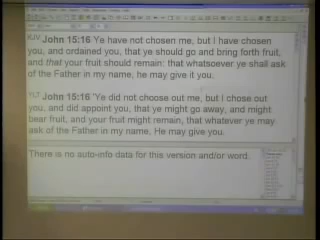 KJV John 15:16 'Ye have not chosen me, but I have chosen
you, and ordained you, that ye should go and bring forth fruit,
and that your fruit should remain: that whatsoever ye shall ask
of the Father in my name, he may give it you.
YLT John 15:16 'Ye did not choose out me, but I chose out
you, and did appoint you, that ye might go away, and might
bear fruit, and your fruit might remain, that whatever ye may
ask of the Father in my name, He may give you.
There is no auto-info data for this version and/or word.